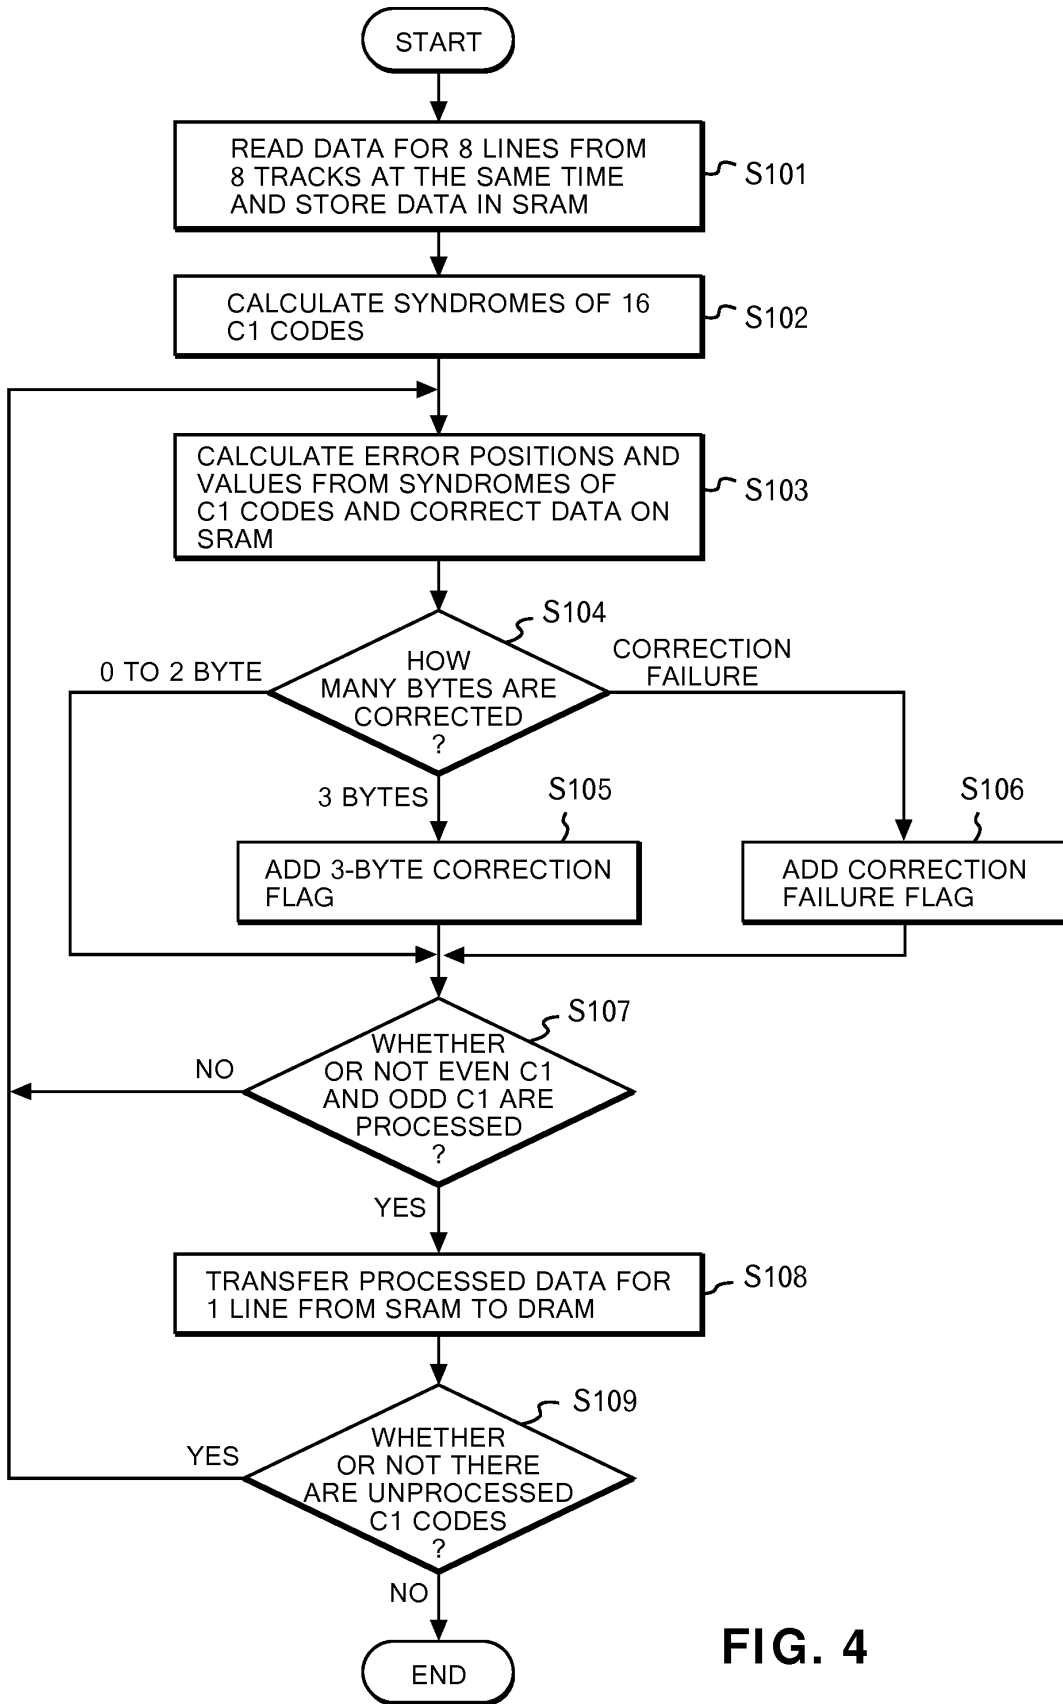 START
READ DATA FOR 8 LINES FROM
8 TRACKS AT THE SAME TIME
AND STORE DATA IN SRAM
S101
CALCULATE SYNDROMES OF 16
C1 CODES
S102
CALCULATE ERROR POSITIONS AND
VALUES FROM SYNDROMES OF
C1 CODES AND CORRECT DATA ON
SRAM
S103
S104
HOW
MANY BYTES ARE
CORRECTED
?
0 TO 2 BYTE
CORRECTION
FAILURE
3 BYTES
S105
ADD 3-BYTE CORRECTION
FLAG
S106
ADD CORRECTION
FAILURE FLAG
S107
WHETHER
OR NOT EVEN C1
AND ODD C1 ARE
PROCESSED
?
NO
YES
TRANSFER PROCESSED DATA FOR
1 LINE FROM SRAM TO DRAM
S108
S109
WHETHER
OR NOT THERE
ARE UNPROCESSED
C1 CODES
?
YES
NO
END
FIG. 4